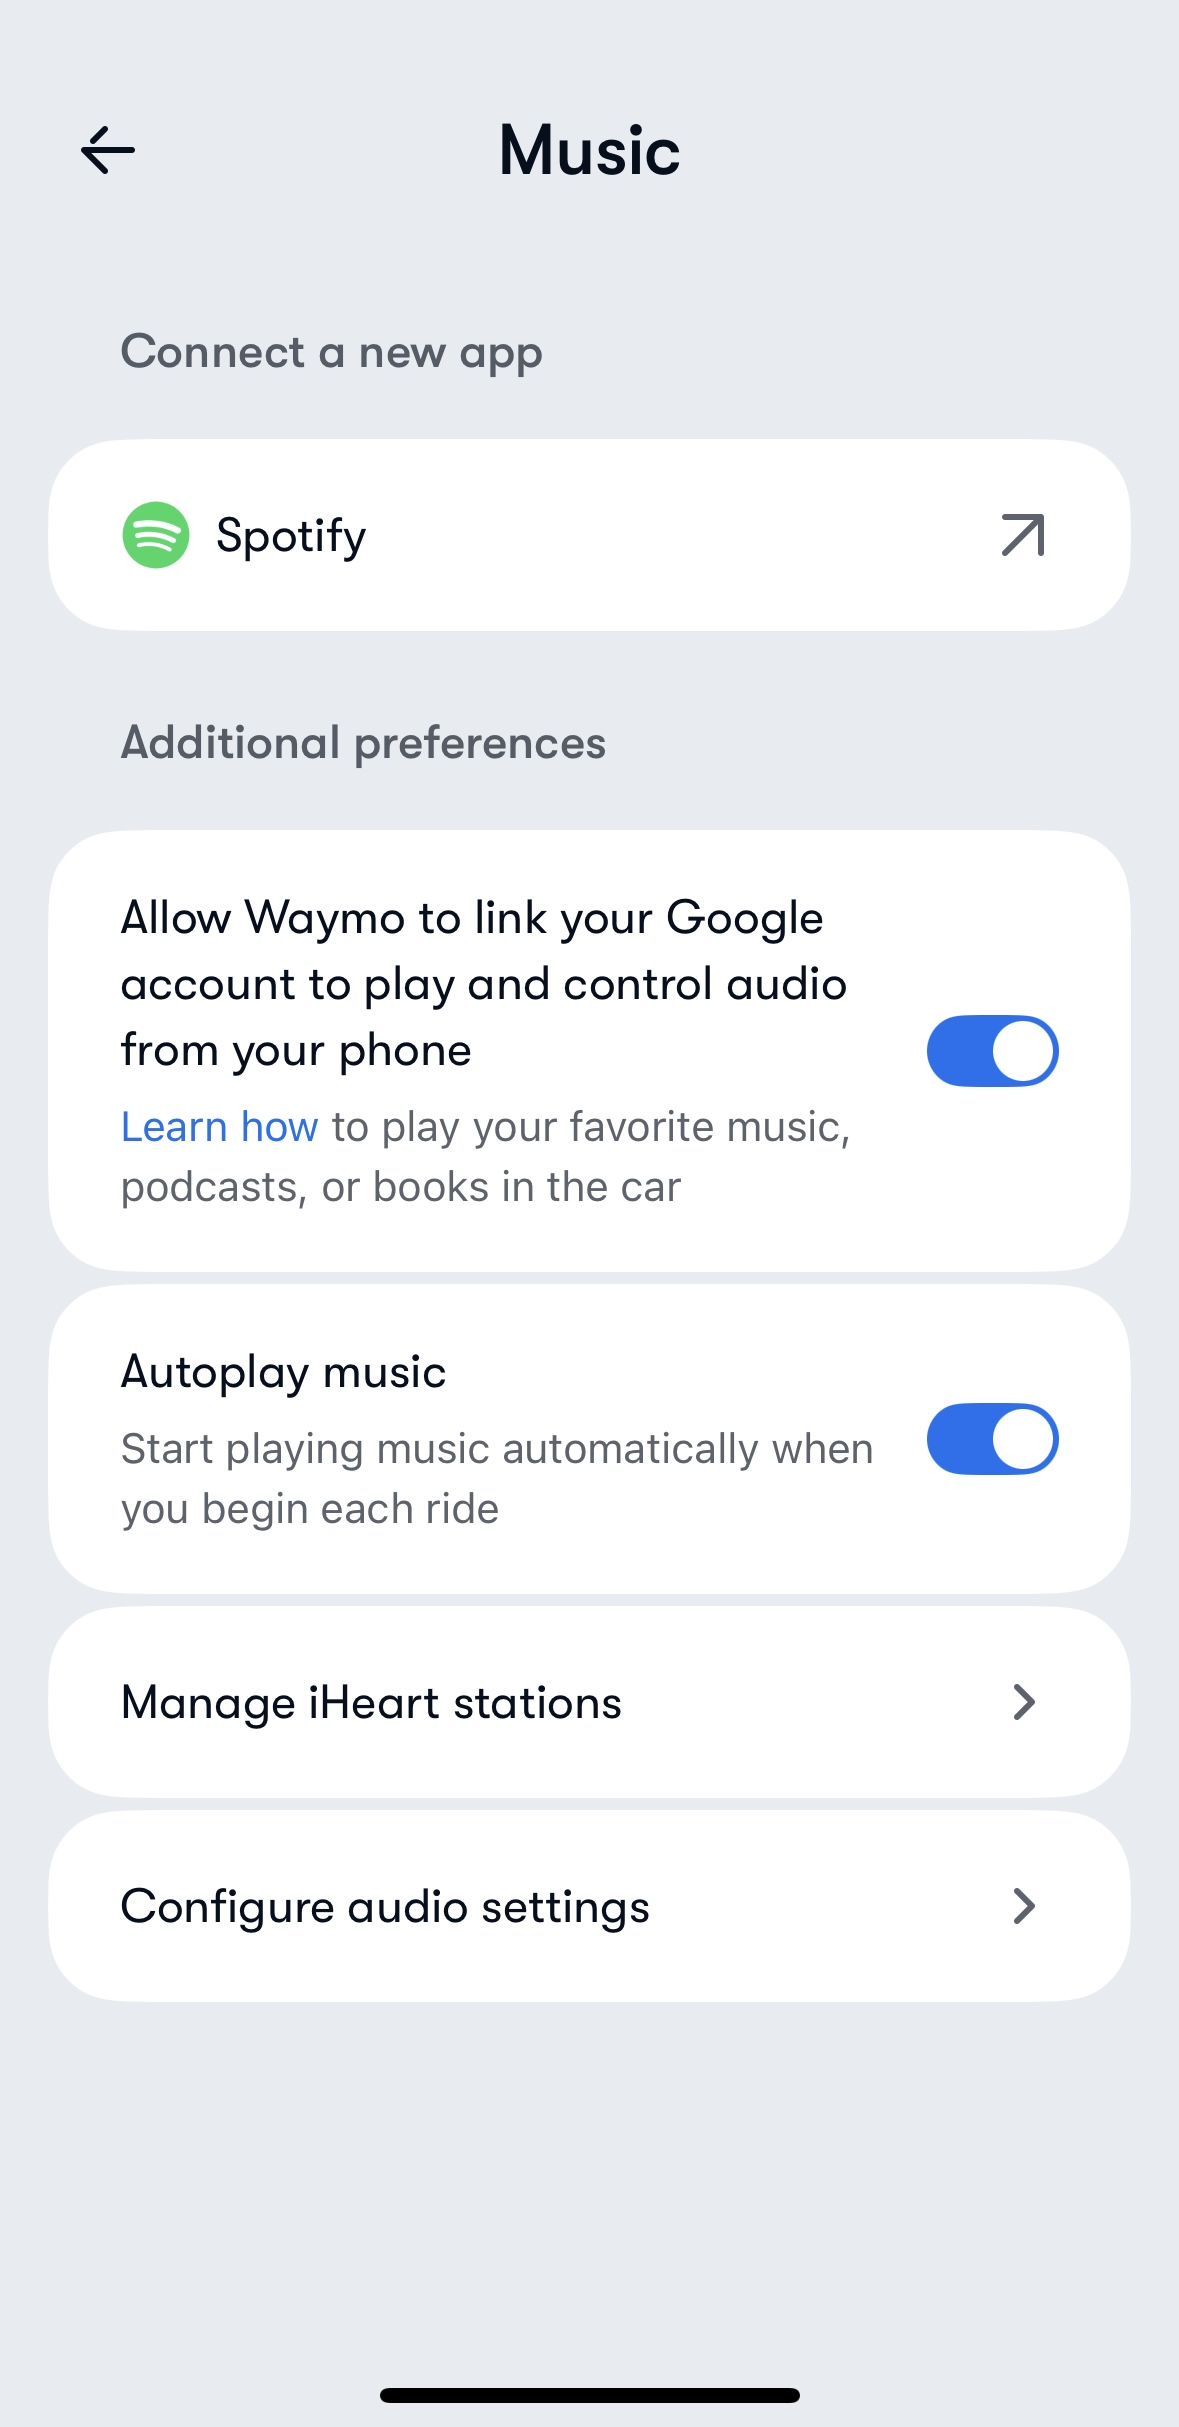 Music
Connect a new app
Spotify
Additional preferences
Allow Waymo to link your Google
account to play and control audio
from your phone
Learn how to play your favorite music,
podcasts, or books in the car
Autoplay music
Start playing music automatically when
you begin each ride
Manage iHeart stations
Configure audio settings